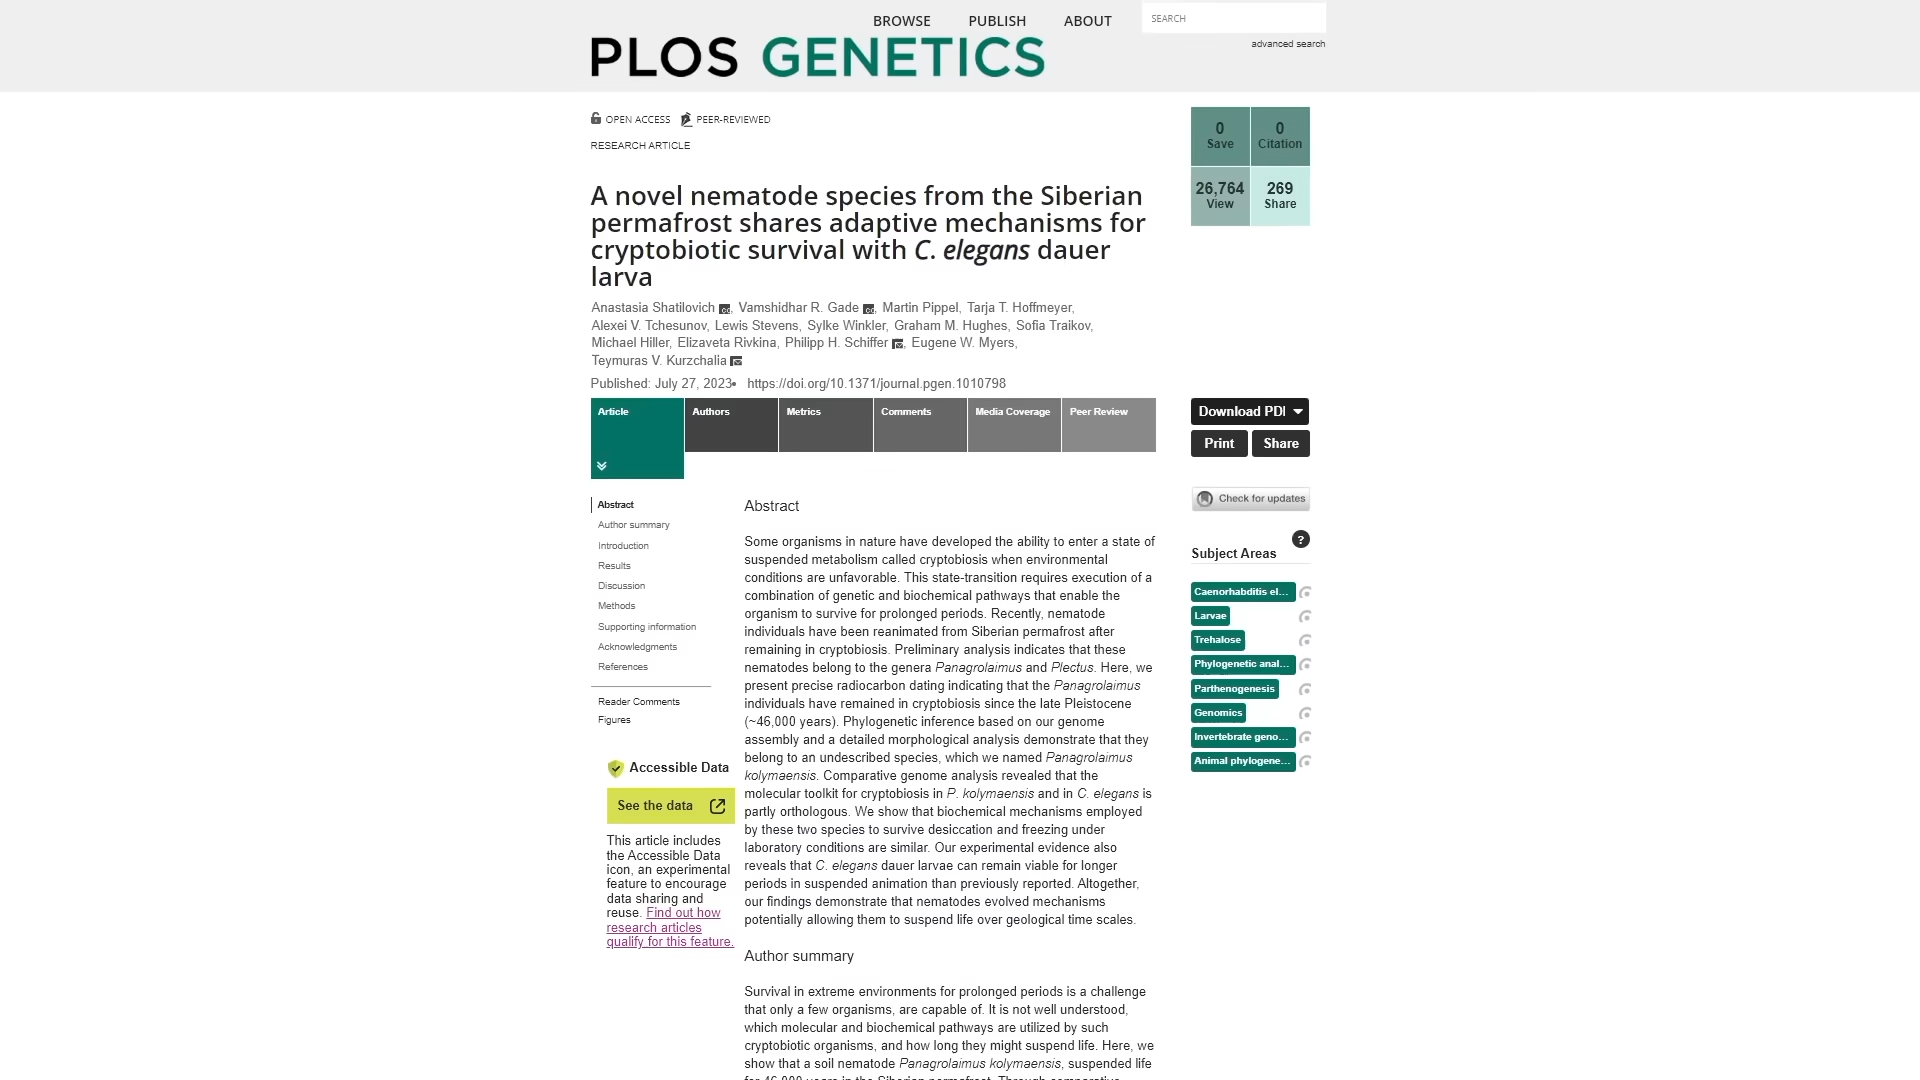 BROWSE PUBLISH ABOUT SEARCH
advanced search
PLOS GENETICS
OPEN ACCESS PEER-REVIEWED
RESEARCH ARTICLE
0 Save
0 Citation
26,764 View
269 Share
A novel nematode species from the Siberian
permafrost shares adaptive mechanisms for
cryptobiotic survival with C. elegans dauer
larva
Anastasia Shatilovich, Vamshidhar R. Gade, Martin Pippel, Tarja T. Hoffmeyer,
Alexei V. Tchesunov, Lewis Stevens, Sylke Winkler, Graham M. Hughes, Sofia Traikov,
Michael Hiller, Elizaveta Rivkina, Philipp H. Schiffer, Eugene W. Myers,
Teymuras V. Kurzchalia
Published: July 27, 2023• https://doi.org/10.1371/journal.pgen.1010798
Article Authors Metrics Comments Media Coverage Peer Review
Download PD
Print Share
Check for updates
Abstract
Author summary
Introduction
Results
Discussion
Methods
Supporting information
Acknowledgments
References
Reader Comments
Figures
Accessible Data
See the data
This article includes
the Accessible Data
icon, an experimental
feature to encourage
data sharing and
reuse. Find out how
research articles
qualify for this feature.
Abstract
Some organisms in nature have developed the ability to enter a state of
suspended metabolism called cryptobiosis when environmental
conditions are unfavorable. This state-transition requires execution of a
combination of genetic and biochemical pathways that enable the
organism to survive for prolonged periods. Recently, nematode
individuals have been reanimated from Siberian permafrost after
remaining in cryptobiosis. Preliminary analysis indicates that these
nematodes belong to the genera Panagrolaimus and Plectus. Here, we
present precise radiocarbon dating indicating that the Panagrolaimus
individuals have remained in cryptobiosis since the late Pleistocene
(~46,000 years). Phylogenetic inference based on our genome
assembly and a detailed morphological analysis demonstrate that they
belong to an undescribed species, which we named Panagrolaimus
kolymaensis. Comparative genome analysis revealed that the
molecular toolkit for cryptobiosis in P. kolymaensis and in C. elegans is
partly orthologous. We show that biochemical mechanisms employed
by these two species to survive desiccation and freezing under
laboratory conditions are similar. Our experimental evidence also
reveals that C. elegans dauer larvae can remain viable for longer
periods in suspended animation than previously reported. Altogether,
our findings demonstrate that nematodes evolved mechanisms
potentially allowing them to suspend life over geological time scales.
Author summary
Survival in extreme environments for prolonged periods is a challenge
that only a few organisms, are capable of. It is not well understood,
which molecular and biochemical pathways are utilized by such
cryptobiotic organisms, and how long they might suspend life. Here, we
show that a soil nematode Panagrolaimus kolymaensis, suspended life
for 46,000 years in the Siberian permafrost. Through comparative
?
Subject Areas
Caenorhabditis el...
Larvae
Trehalose
Phylogenetic anal...
Parthenogenesis
Genomics
Invertebrate geno...
Animal phylogene...